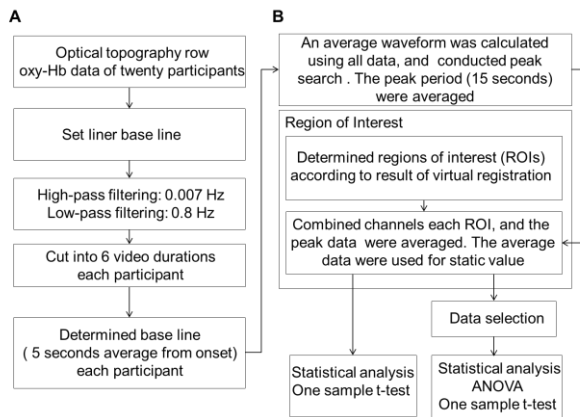 A
Optical topography row
oxy-Hb data of twenty participants
Set liner base line
High-pass filtering: 0.007 Hz
Low-pass filtering: 0.8 Hz
Cut into 6 video durations
each participant
Determined base line
( 5 seconds average from onset)
each participant
B
An average waveform was calculated
using all data, and conducted peak
search . The peak period (15 seconds)
were averaged
Region of Interest
Determined regions of interest (ROIs)
according to result of virtual registration
Combined channels each ROI, and the
peak data were averaged. The average
data were used for static value
Data selection
Statistical analysis
One sample t-test
Statistical analysis
ANOVA
One sample t-test